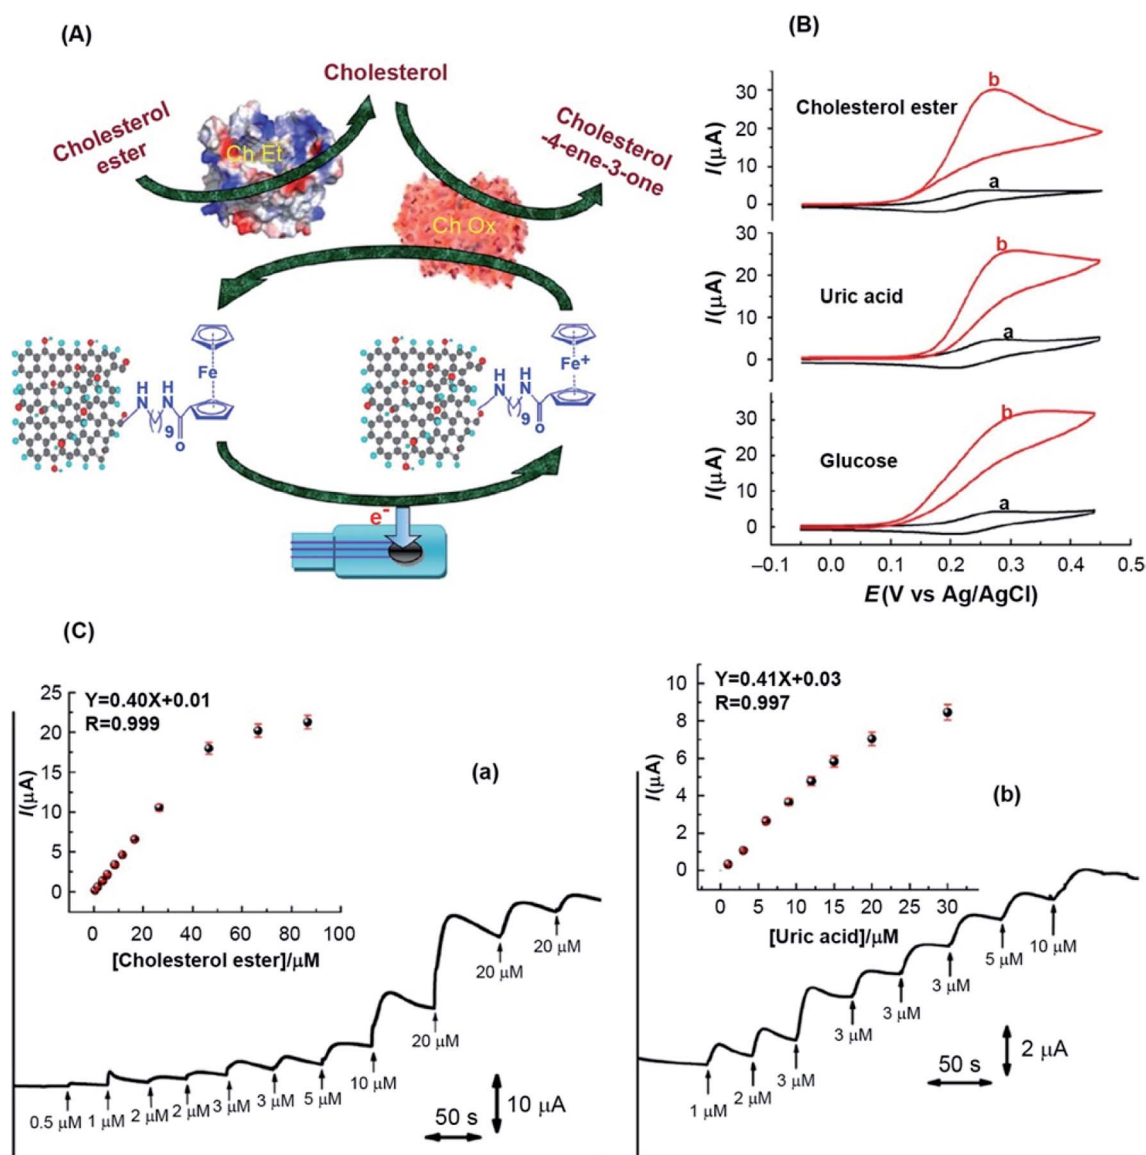 (A)
Cholesterol
Cholesterol
ester
Ch Et
Cholesterol
-4-ene-3-one
Ch Ox
Fe
H
N
H
N
9
O
Fe+
H
N
H
N
9
O
e-
(B)
Cholesterol ester
b
a
I(μA)
30
20
10
0
Uric acid
b
a
I(μA)
30
20
10
0
Glucose
b
a
I(μA)
30
20
10
0
–0.1 0.0 0.1 0.2 0.3 0.4 0.5
E(V vs Ag/AgCl)
(C)
Y=0.40X+0.01
R=0.999
I(μA)
25
20
15
10
5
0
0 20 40 60 80 100
[Cholesterol ester]/μM
(a)
0.5 μM 1 μM 2 μM 2 μM 3 μM 3 μM 5 μM 10 μM 20 μM 20 μM 20 μM
50 s
10 μA
Y=0.41X+0.03
R=0.997
I(μA)
10
8
6
4
2
0
0 5 10 15 20 25 30
[Uric acid]/μM
(b)
1 μM 2 μM 3 μM 3 μM 3 μM 3 μM 5 μM 10 μM
50 s
2 μA